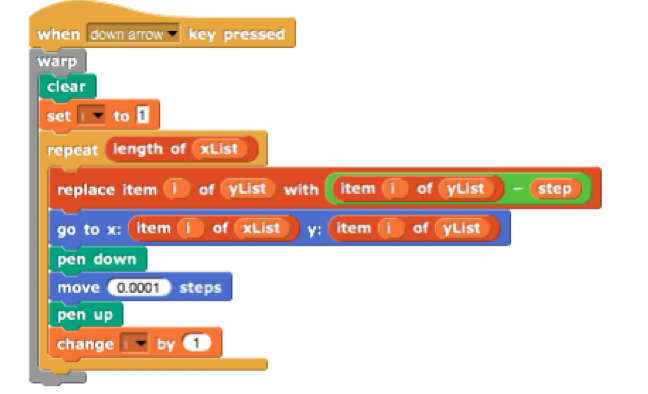 when down arrow key pressed
warp
clear
set i to 1
repeat length of xList
replace item i of yList with item i of yList - step
go to x: item i of xList y: item i of yList
pen down
move 0.0001 steps
pen up
change i by 1